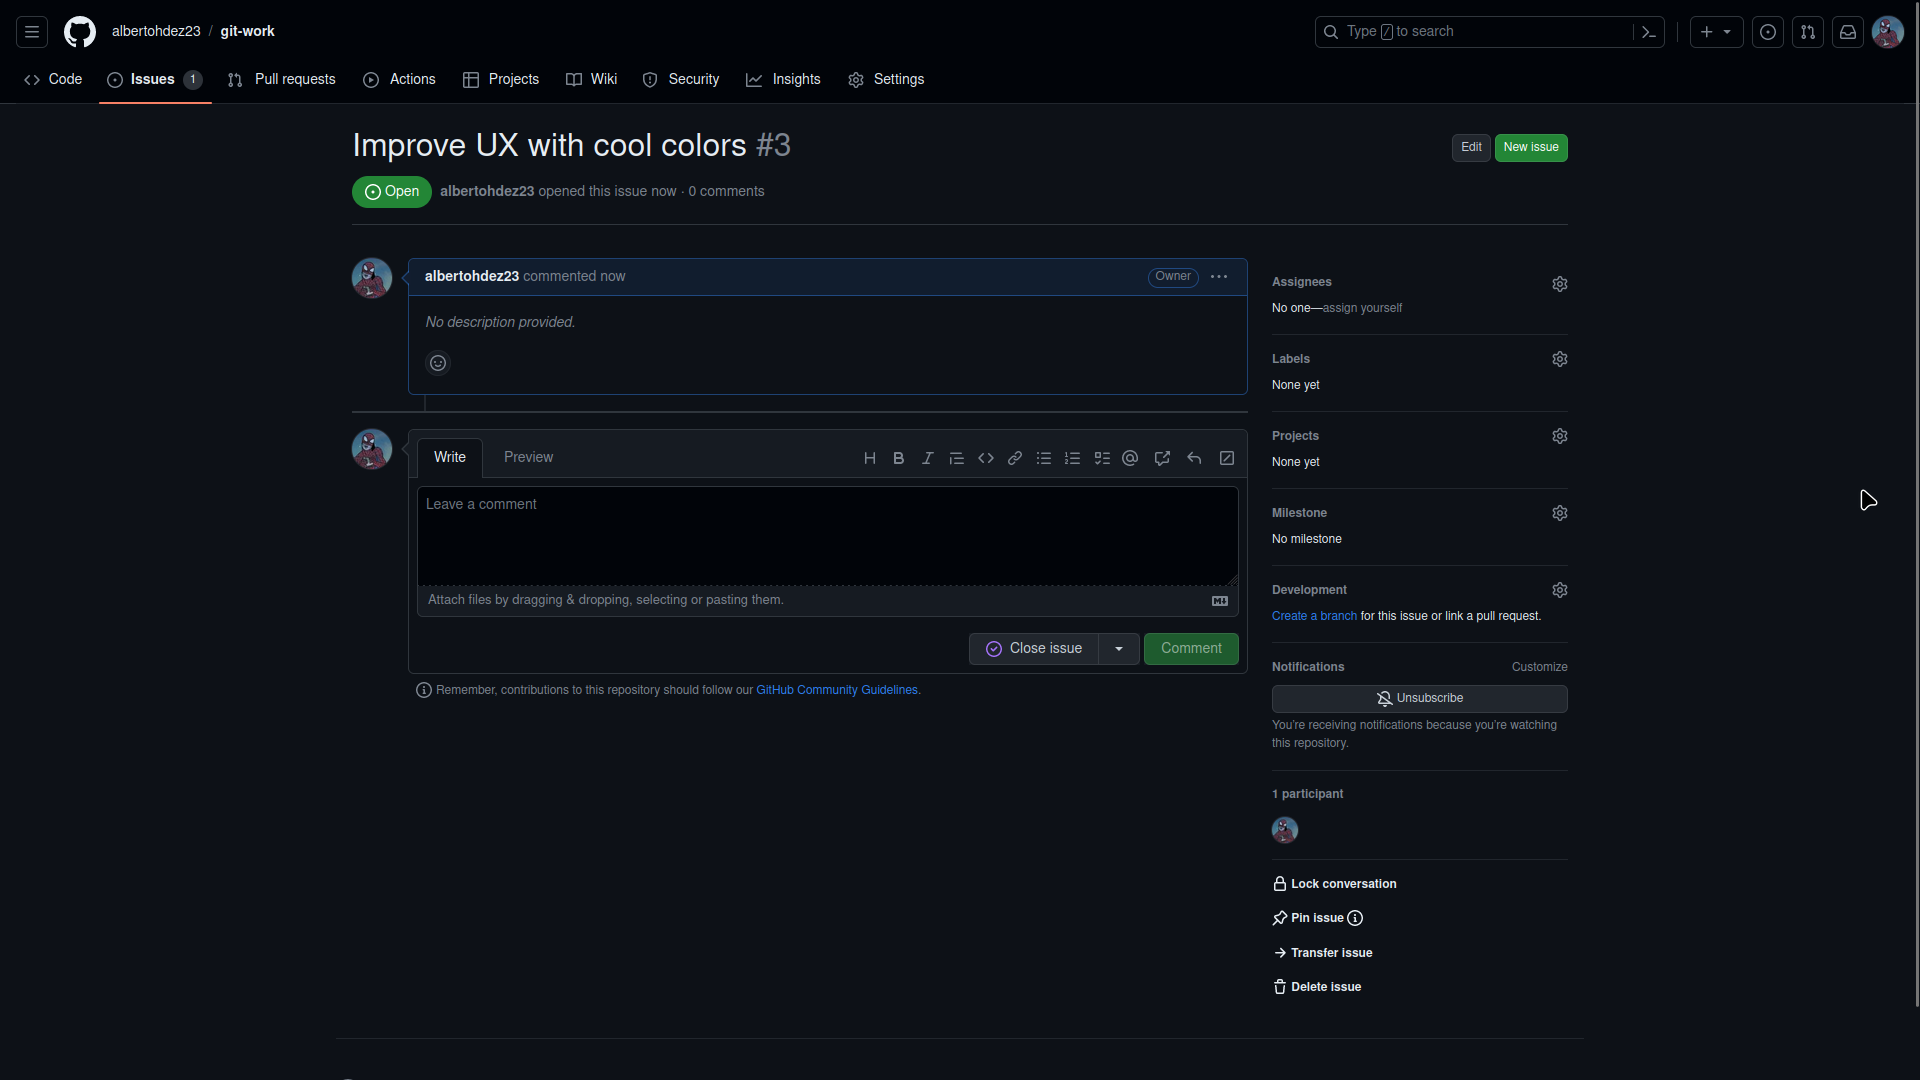 albertohdez23 / git-work
Type / to search
Code Issues 1 Pull requests Actions Projects Wiki Security Insights Settings
Improve UX with cool colors #3
Edit New issue
Open albertohdez23 opened this issue now · 0 comments
albertohdez23 commented now Owner
No description provided.
Write Preview
Leave a comment
Attach files by dragging & dropping, selecting or pasting them.
Close issue Comment
Remember, contributions to this repository should follow our GitHub Community Guidelines.
Assignees
No one—assign yourself
Labels
None yet
Projects
None yet
Milestone
No milestone
Development
Create a branch for this issue or link a pull request.
Notifications Customize
Unsubscribe
You're receiving notifications because you're watching
this repository.
1 participant
Lock conversation
Pin issue
Transfer issue
Delete issue